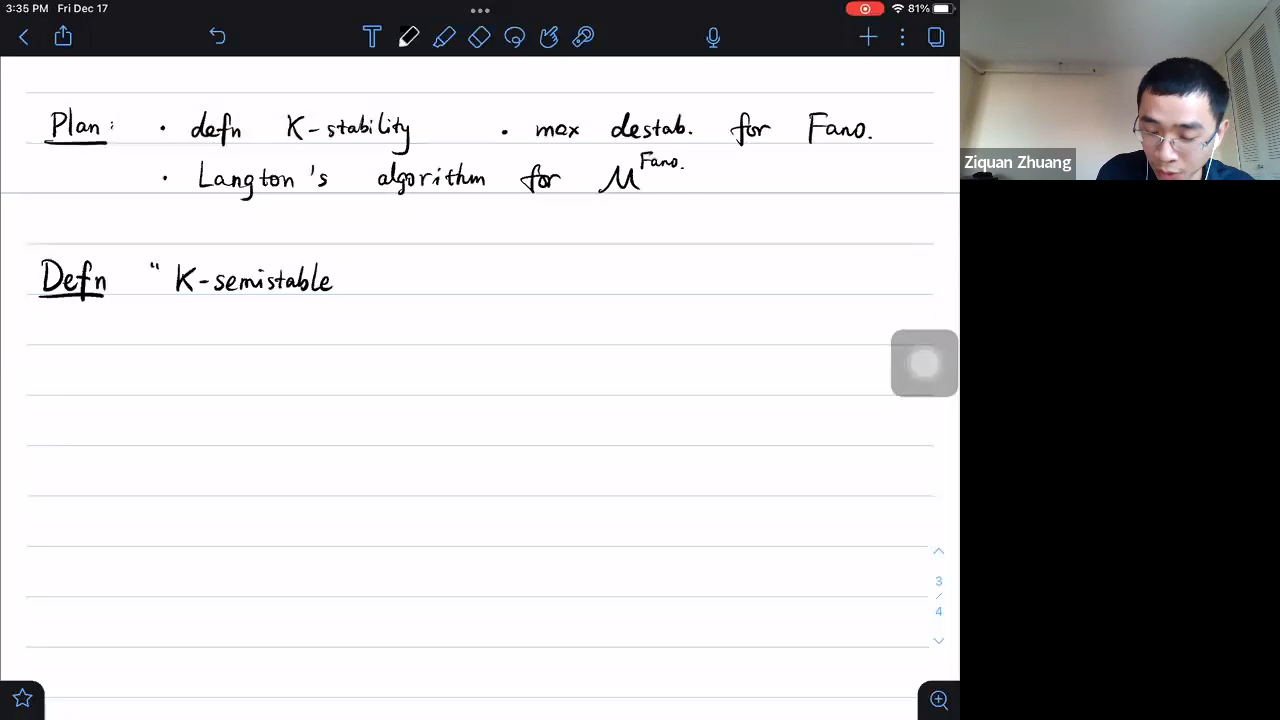 3:35 PM Fri Dec 17
81%
Plan: · defn K-stability · max destab. for Fano.
· Langton's algorithm for M^Fano.
Defn " K-semistable
Ziquan Zhuang
3
/
4